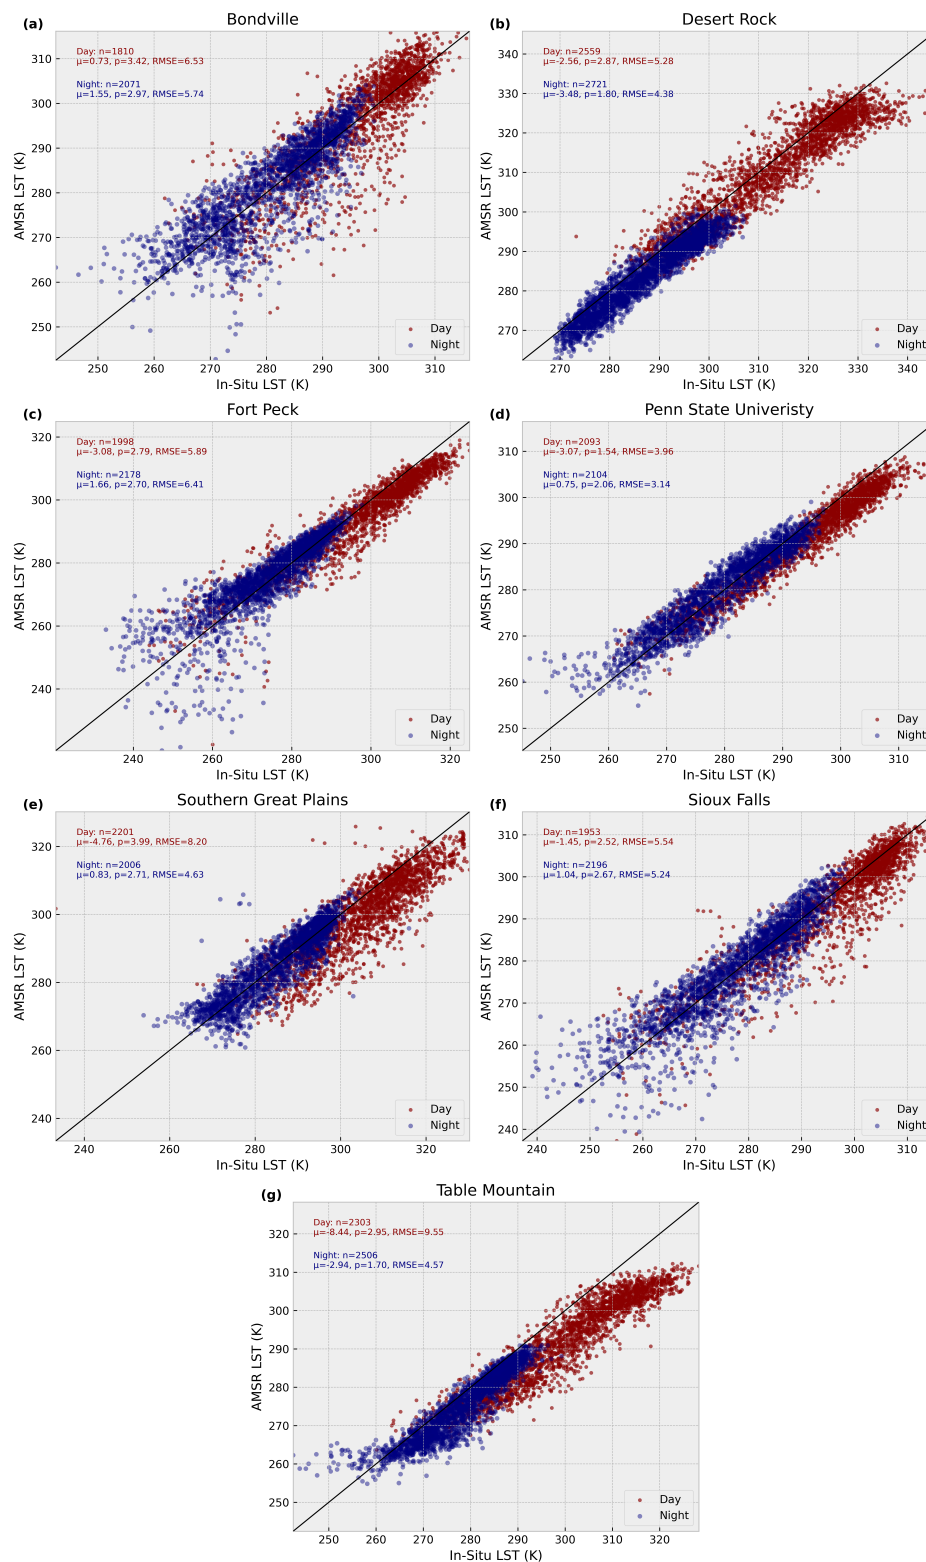 (a)
Bondville
Day: n=1810
μ=0.73, p=3.42, RMSE=6.53
Night: n=2071
μ=1.55, p=2.97, RMSE=5.74
310
300
290
280
270
260
250
AMSR LST (K)
Day
Night
250 260 270 280 290 300 310
In-Situ LST (K)
(b)
Desert Rock
Day: n=2559
μ=-2.56, p=2.87, RMSE=5.28
Night: n=2721
μ=-3.48, p=1.80, RMSE=4.38
340
330
320
310
300
290
280
270
AMSR LST (K)
Day
Night
270 280 290 300 310 320 330 340
In-Situ LST (K)
(c)
Fort Peck
Day: n=1998
μ=-3.08, p=2.79, RMSE=5.89
Night: n=2178
μ=1.66, p=2.70, RMSE=6.41
320
300
280
260
240
AMSR LST (K)
Day
Night
240 260 280 300 320
In-Situ LST (K)
(d)
Penn State Univeristy
Day: n=2093
μ=-3.07, p=1.54, RMSE=3.96
Night: n=2104
μ=0.75, p=2.06, RMSE=3.14
310
300
290
280
270
260
250
AMSR LST (K)
Day
Night
250 260 270 280 290 300 310
In-Situ LST (K)
(e)
Southern Great Plains
Day: n=2201
μ=-4.76, p=3.99, RMSE=8.20
Night: n=2006
μ=0.83, p=2.71, RMSE=4.63
320
300
280
260
240
AMSR LST (K)
Day
Night
240 260 280 300 320
In-Situ LST (K)
(f)
Sioux Falls
Day: n=1953
μ=-1.45, p=2.52, RMSE=5.54
Night: n=2196
μ=1.04, p=2.67, RMSE=5.24
310
300
290
280
270
260
250
240
AMSR LST (K)
Day
Night
240 250 260 270 280 290 300 310
In-Situ LST (K)
(g)
Table Mountain
Day: n=2303
μ=-8.44, p=2.95, RMSE=9.55
Night: n=2506
μ=-2.94, p=1.70, RMSE=4.57
320
310
300
290
280
270
260
250
AMSR LST (K)
Day
Night
250 260 270 280 290 300 310 320
In-Situ LST (K)